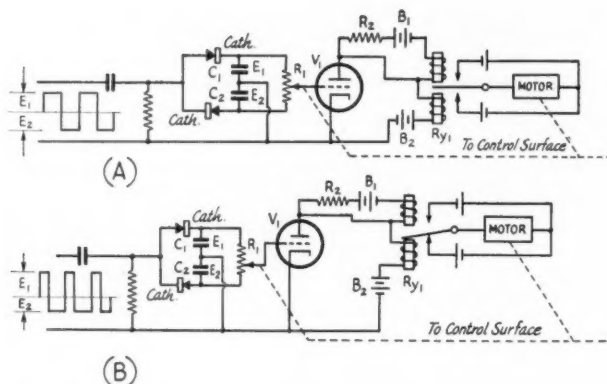 Cath. R₂ B₁
C₁ E₁ R₁ V₁
E₁ C₂ E₂ MOTOR
E₂ Cath. B₂ Ry₁
To Control Surface
(A)
Cath. R₂ B₁
C₁ E₁ V₁
E₁ C₂ E₂ R₁ MOTOR
E₂ Cath. B₂ Ry₁
To Control Surface
(B)